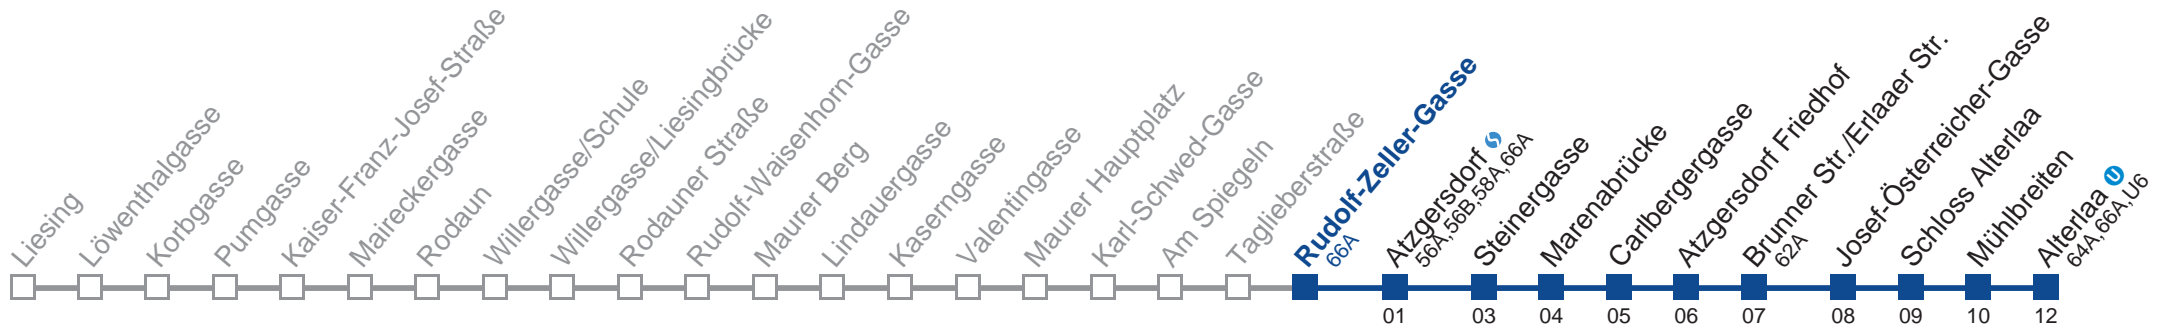 Liesing
Löwenthalgasse
Korbgasse
Pumgasse
Kaiser-Franz-Josef-Straße
Maireckergasse
Rodaun
Willergasse/Schule
Willergasse/Liesingbrücke
Rodauner Straße
Rudolf-Waisenhorn-Gasse
Maurer Berg
Lindauergasse
Kaserngasse
Valentingasse
Maurer Hauptplatz
Karl-Schwed-Gasse
Am Spiegeln
Taglieberstraße
Rudolf-Zeller-Gasse
66A
Atzgersdorf
56A,56B,58A,66A
Steinergasse
Marenabrücke
Carlbergergasse
Atzgersdorf Friedhof
Brunner Str./Erlaaer Str.
62A
Josef-Österreicher-Gasse
Schloss Alterlaa
Mühlbreiten
Alterlaa U
64A,66A,U6
01 03 04 05 06 07 08 09 10 12